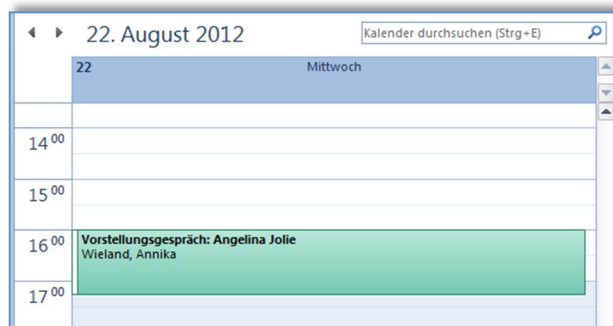 22. August 2012
Kalender durchsuchen (Strg+E)
22 Mittwoch
14 00
15 00
16 00
Vorstellungsgespräch: Angelina Jolie
Wieland, Annika
17 00